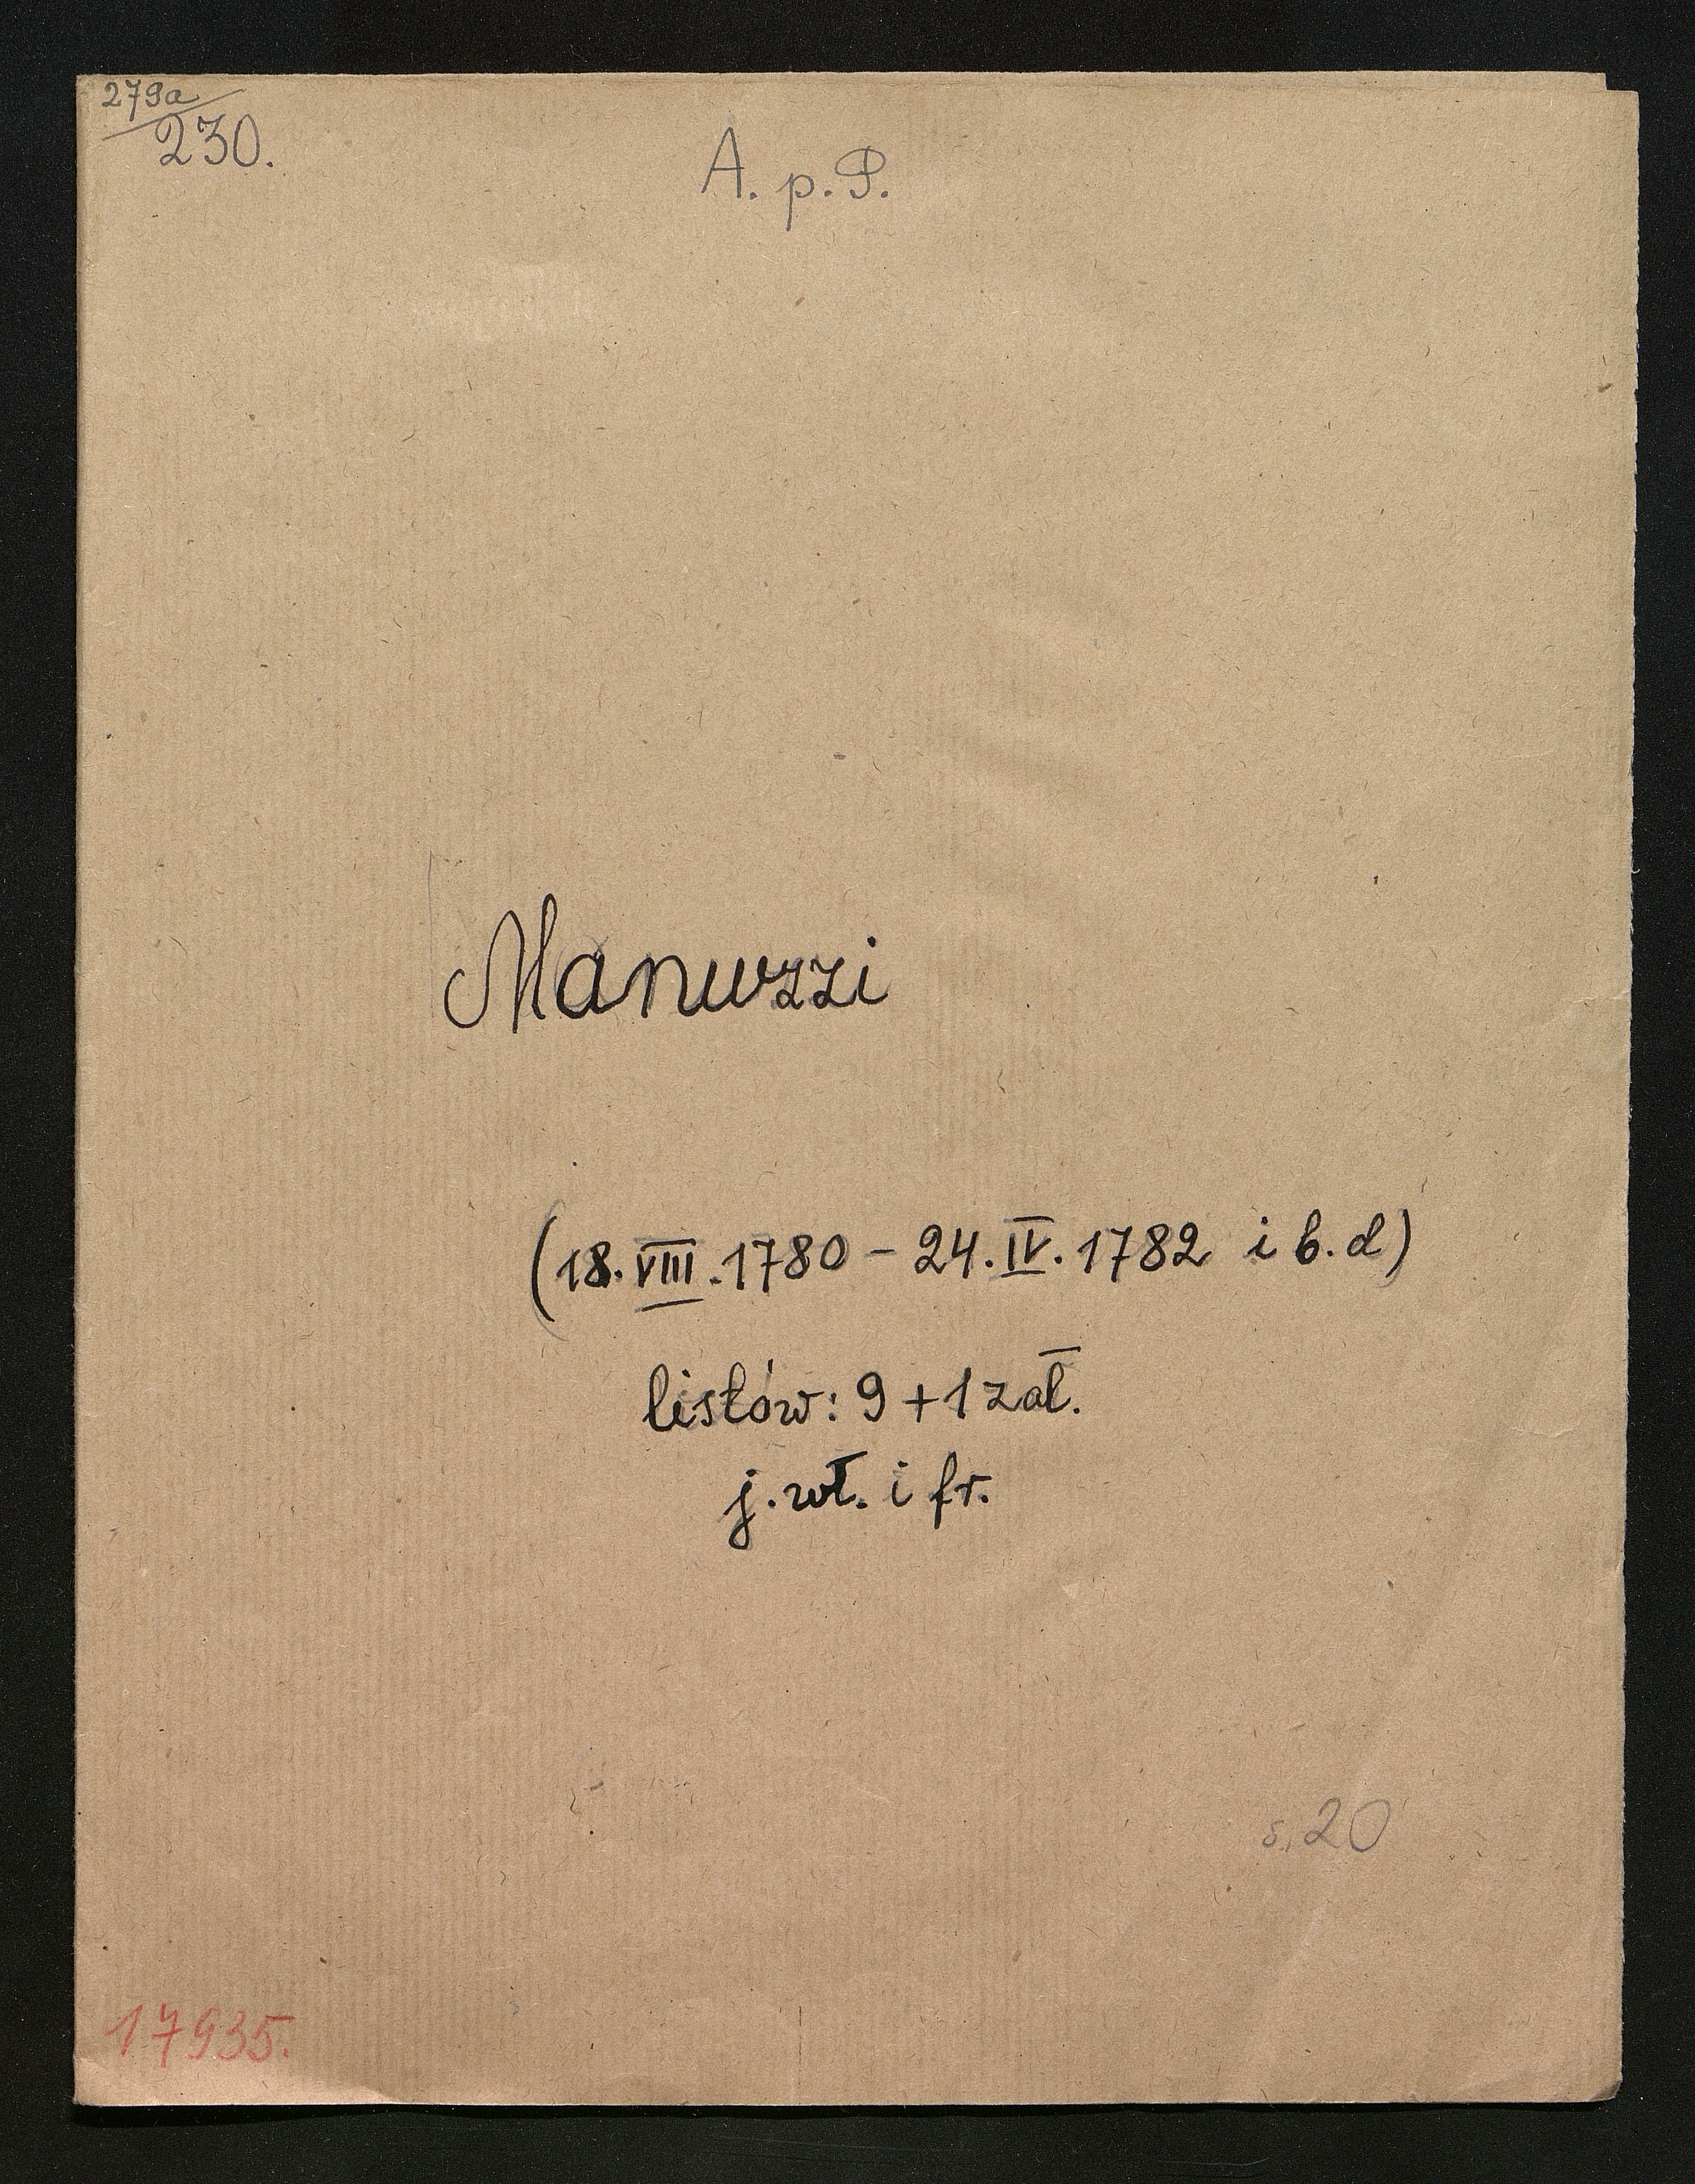 279a
230.
A. p. P.
Manuzzi
(18.VIII.1780 – 24.IV.1782 i b.d)
listów: 9 + 1 zał.
j. wł. i fr.
s. 20
17935.